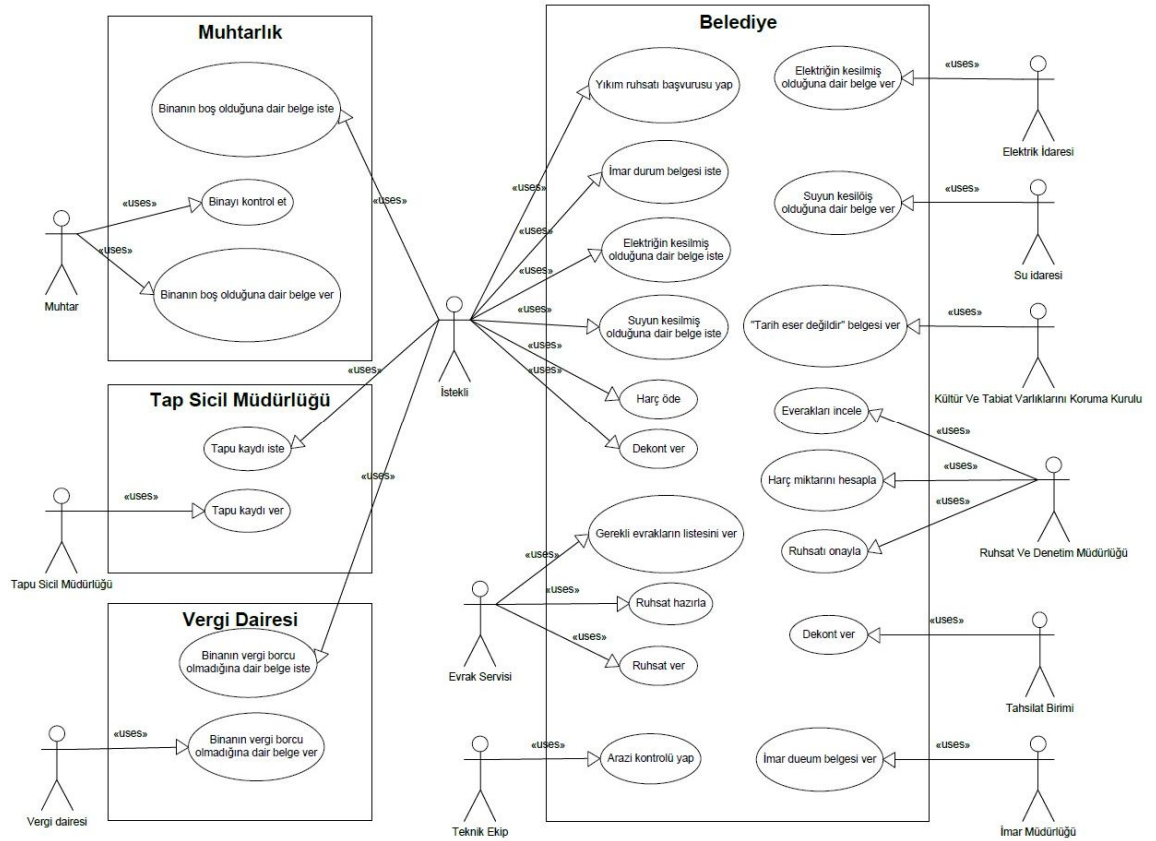 Muhtarlık
Binanın boş olduğuna dair belge iste
«uses»
Binayı kontrol et
«uses»
Binanın boş olduğuna dair belge ver
Muhtar
«uses»
Tap Sicil Müdürlüğü
«uses»
Tapu kaydı iste
«uses»
Tapu kaydı ver
Tapu Sicil Müdürlüğü
«uses»
Vergi Dairesi
Binanın vergi borcu
olmadığına dair belge iste
«uses»
Binanın vergi borcu
olmadığına dair belge ver
Vergi dairesi
İstekli
Belediye
Yıkım ruhsatı başvurusu yap
«uses»
İmar durum belgesi iste
«uses»
Elektriğin kesilmiş
olduğuna dair belge iste
«uses»
Suyun kesilmiş
olduğuna dair belge iste
«uses»
Harç öde
«uses»
Dekont ver
«uses»
Gerekli evrakların listesini ver
«uses»
Ruhsat hazırla
«uses»
Ruhsat ver
«uses»
Evrak Servisi
Arazi kontrolü yap
«uses»
Teknik Ekip
Elektriğin kesilmiş
olduğuna dair belge ver
«uses»
Elektrik İdaresi
Suyun kesilöiş
olduğuna dair belge ver
«uses»
Su idaresi
"Tarih eser değildir" belgesi ver
«uses»
Kültür Ve Tabiat Varlıklarını Koruma Kurulu
Everakları incele
«uses»
Harç miktarını hesapla
«uses»
Ruhsatı onayla
«uses»
Ruhsat Ve Denetim Müdürlüğü
Dekont ver
«uses»
Tahsilat Birimi
İmar dueum belgesi ver
«uses»
İmar Müdürlüğü